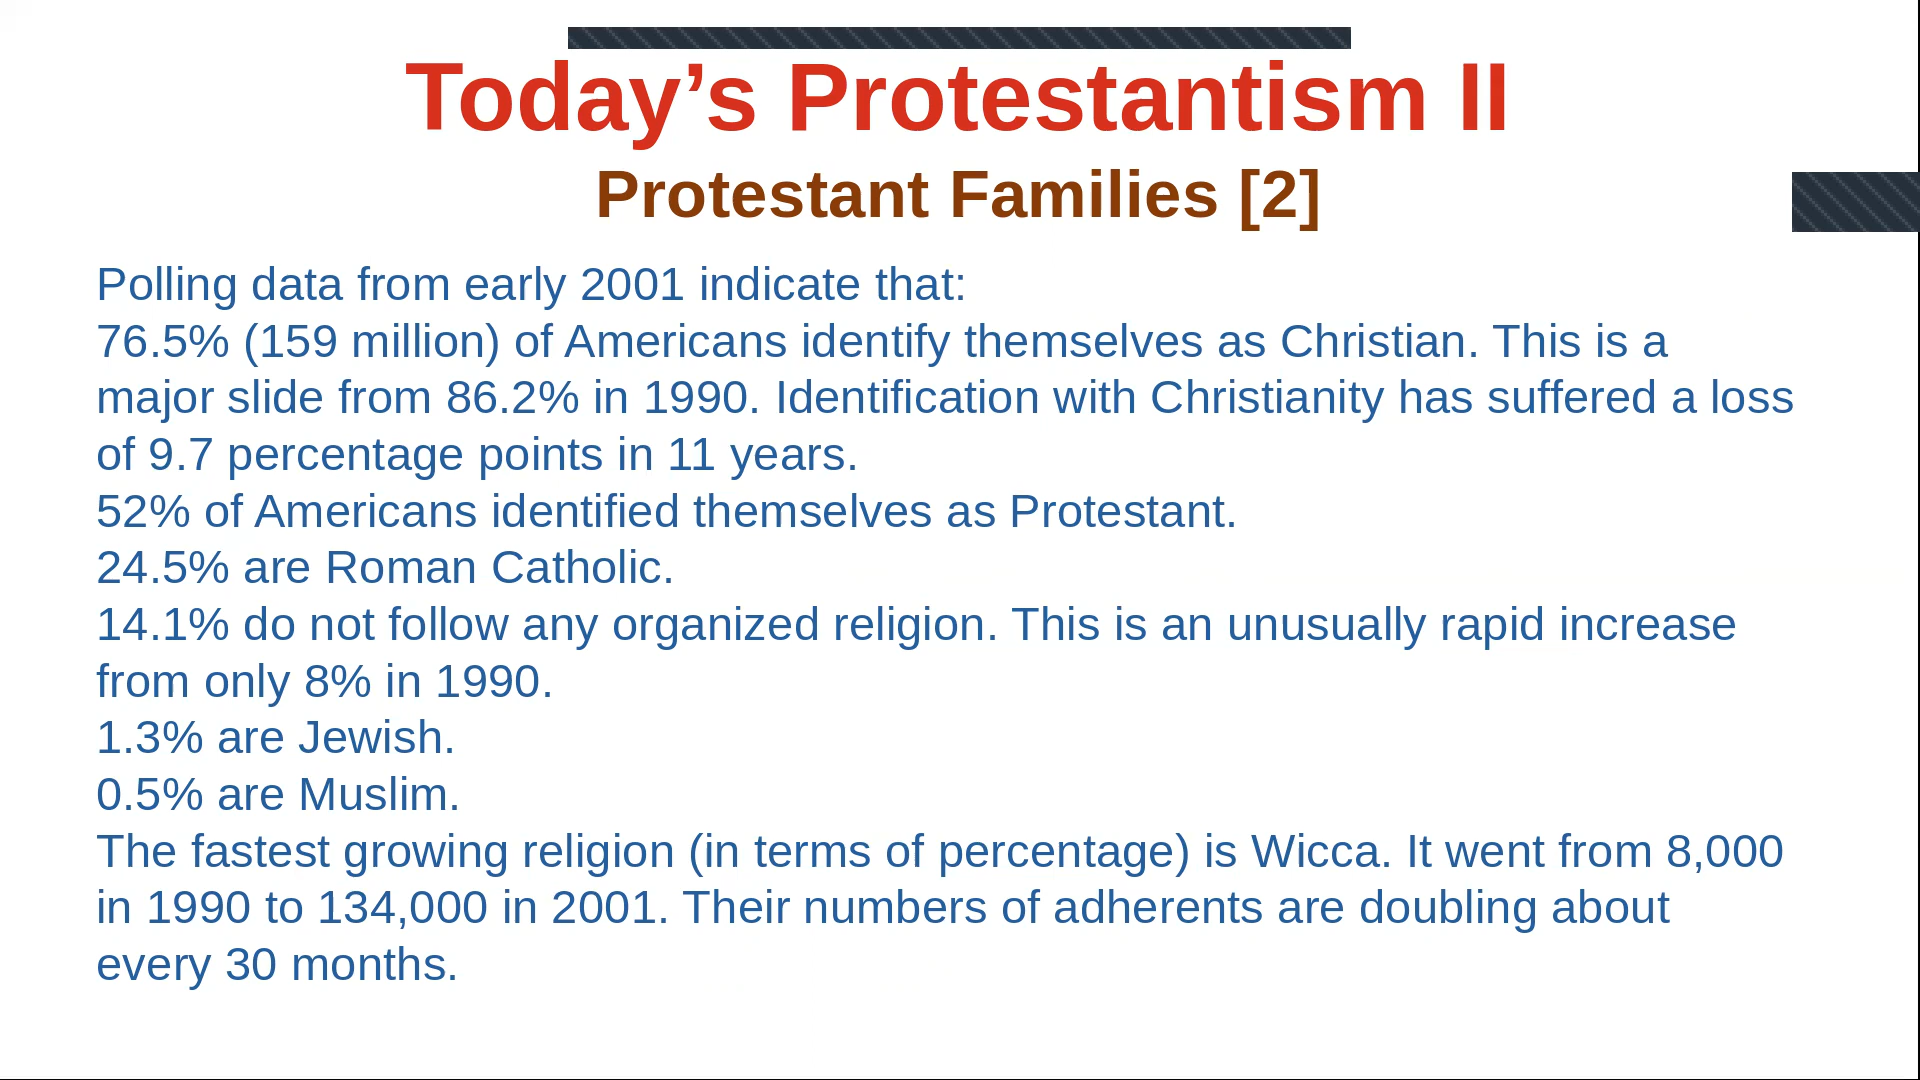 Today’s Protestantism II
Protestant Families [2]
Polling data from early 2001 indicate that:
76.5% (159 million) of Americans identify themselves as Christian. This is a
major slide from 86.2% in 1990. Identification with Christianity has suffered a loss
of 9.7 percentage points in 11 years.
52% of Americans identified themselves as Protestant.
24.5% are Roman Catholic.
14.1% do not follow any organized religion. This is an unusually rapid increase
from only 8% in 1990.
1.3% are Jewish.
0.5% are Muslim.
The fastest growing religion (in terms of percentage) is Wicca. It went from 8,000
in 1990 to 134,000 in 2001. Their numbers of adherents are doubling about
every 30 months.